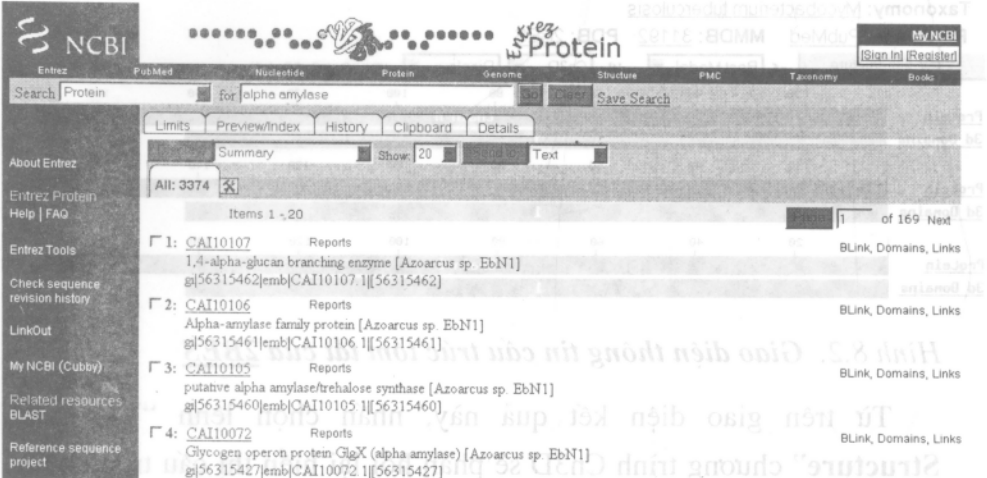 NCBI
Entrez Protein
My NCBI
[Sign In] [Register]
Entrez PubMed Nucleotide Protein Genome Structure PMC Taxonomy Books
Search Protein for alpha amylase Go Clear Save Search
Limits Preview/Index History Clipboard Details
Summary Show: 20 Text
All: 3374
Items 1 - 20
1 of 169 Next
About Entrez
Entrez Protein
Help | FAQ
Entrez Tools
Check sequence
revision history
LinkOut
My NCBI (Cubby)
Related resources
BLAST
Reference sequence
project
1: CAI10107 Reports BLink, Domains, Links
1,4-alpha-glucan branching enzyme [Azoarcus sp. EbN1]
gi|56315462|emb|CAI10107.1|[56315462]
2: CAI10106 Reports BLink, Domains, Links
Alpha-amylase family protein [Azoarcus sp. EbN1]
gi|56315461|emb|CAI10106.1|[56315461]
3: CAI10105 Reports BLink, Domains, Links
putative alpha amylase/trehalose synthase [Azoarcus sp. EbN1]
gi|56315460|emb|CAI10105.1|[56315460]
4: CAI10072 Reports BLink, Domains, Links
Glycogen operon protein GlgX (alpha amylase) [Azoarcus sp. EbN1]
gi|56315427|emb|CAI10072.1|[56315427]